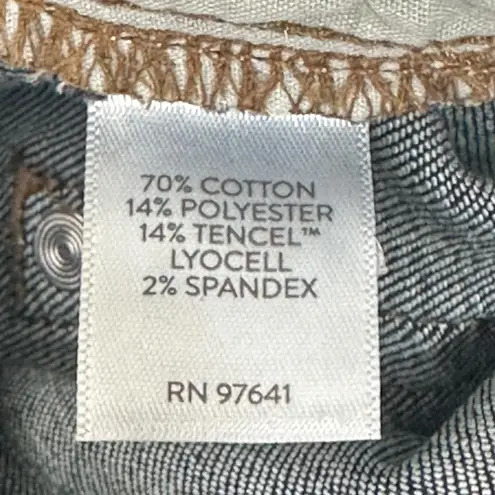 70% COTTON
14% POLYESTER
14% TENCEL™
LYOCELL
2% SPANDEX
RN 97641